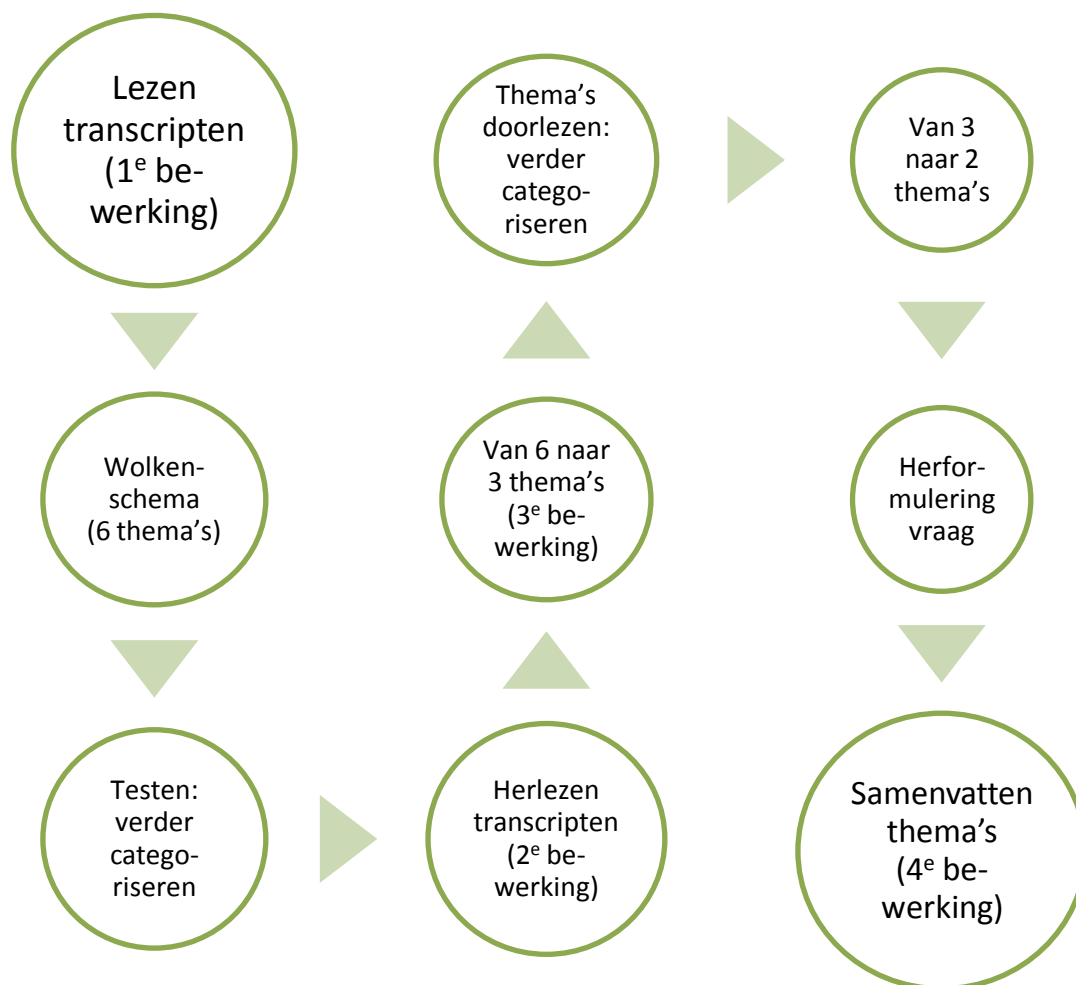 Lezen
transcripten
(1e be-
werking)
Wolken-
schema
(6 thema's)
Testen:
verder
catego-
riseren
Herlezen
transcripten
(2e be-
werking)
Van 6 naar
3 thema's
(3e be-
werking)
Thema's
doorlezen:
verder
catego-
riseren
Van 3
naar 2
thema's
Herfor-
mulering
vraag
Samenvatten
thema's
(4e be-
werking)